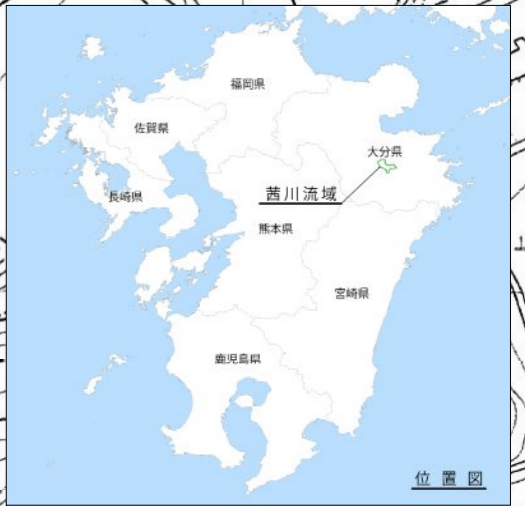 福岡県
佐賀県
大分県
長崎県
茜川流域
熊本県
宮崎県
鹿児島県
位置図